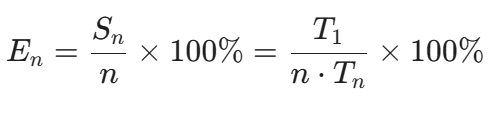 $E_n = \frac{S_n}{n} \times 100\% = \frac{T_1}{n \cdot T_n} \times 100\%$